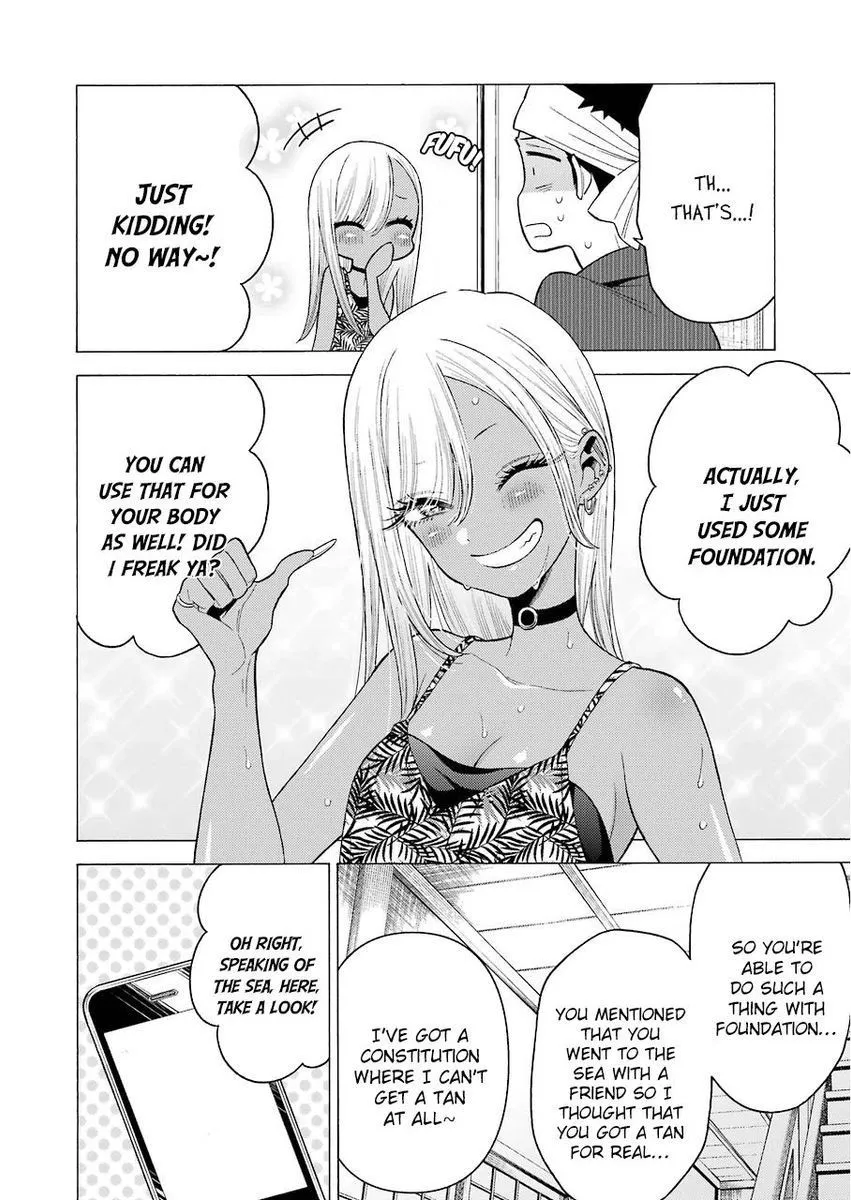 TH...
THAT'S...!
FUFU!
JUST
KIDDING!
NO WAY~!
ACTUALLY,
I JUST
USED SOME
FOUNDATION.
YOU CAN
USE THAT FOR
YOUR BODY
AS WELL! DID
I FREAK YA?
SO YOU'RE
ABLE TO
DO SUCH A
THING WITH
FOUNDATION...
YOU MENTIONED
THAT YOU
WENT TO THE
SEA WITH A
FRIEND SO I
THOUGHT THAT
YOU GOT A TAN
FOR REAL...
I'VE GOT A
CONSTITUTION
WHERE I CAN'T
GET A TAN
AT ALL~
OH RIGHT,
SPEAKING OF
THE SEA, HERE,
TAKE A LOOK!